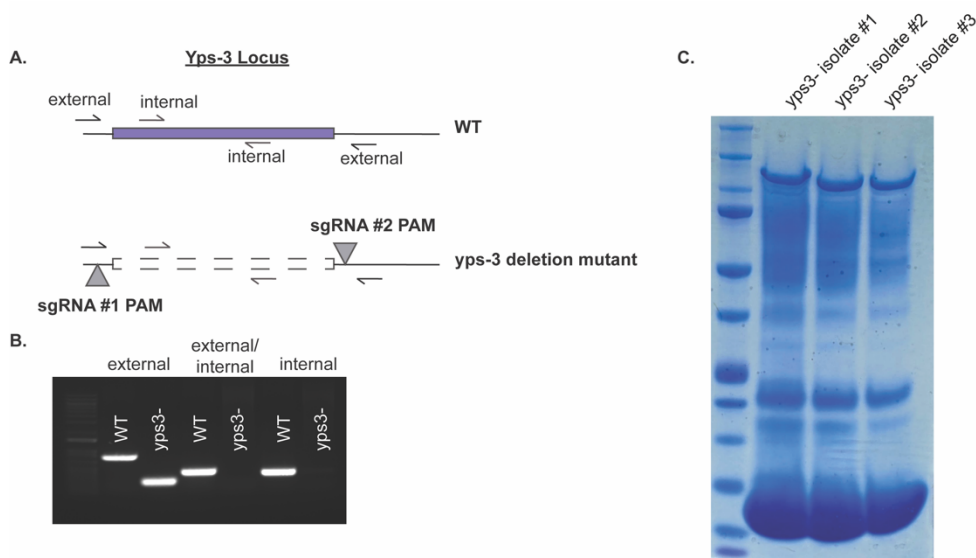 A.
Yps-3 Locus
external
internal
WT
internal
external
sgRNA #2 PAM
yps-3 deletion mutant
sgRNA #1 PAM
B.
external
external/
internal
internal
WT
yps3-
WT
yps3-
WT
yps3-
C.
yps3- isolate #1
yps3- isolate #2
yps3- isolate #3